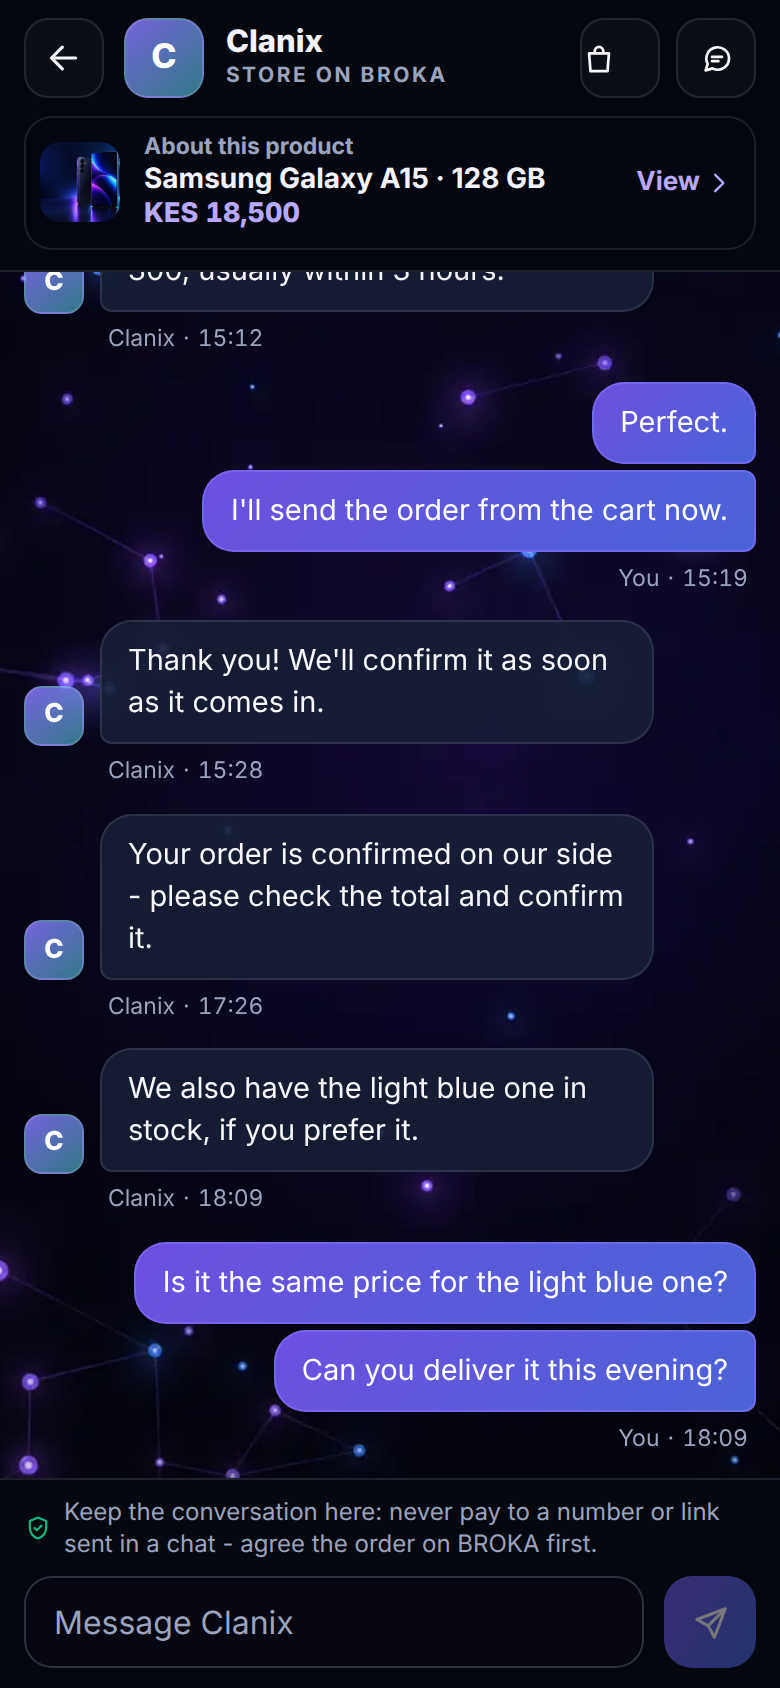 C
Clanix
STORE ON BROKA
About this product
Samsung Galaxy A15 · 128 GB
KES 18,500
View
C
300, usually within 3 hours.
Clanix · 15:12
Perfect.
I'll send the order from the cart now.
You · 15:19
Thank you! We'll confirm it as soon
as it comes in.
C
Clanix · 15:28
Your order is confirmed on our side
- please check the total and confirm
it.
C
Clanix · 17:26
We also have the light blue one in
stock, if you prefer it.
C
Clanix · 18:09
Is it the same price for the light blue one?
Can you deliver it this evening?
You · 18:09
Keep the conversation here: never pay to a number or link
sent in a chat - agree the order on BROKA first.
Message Clanix